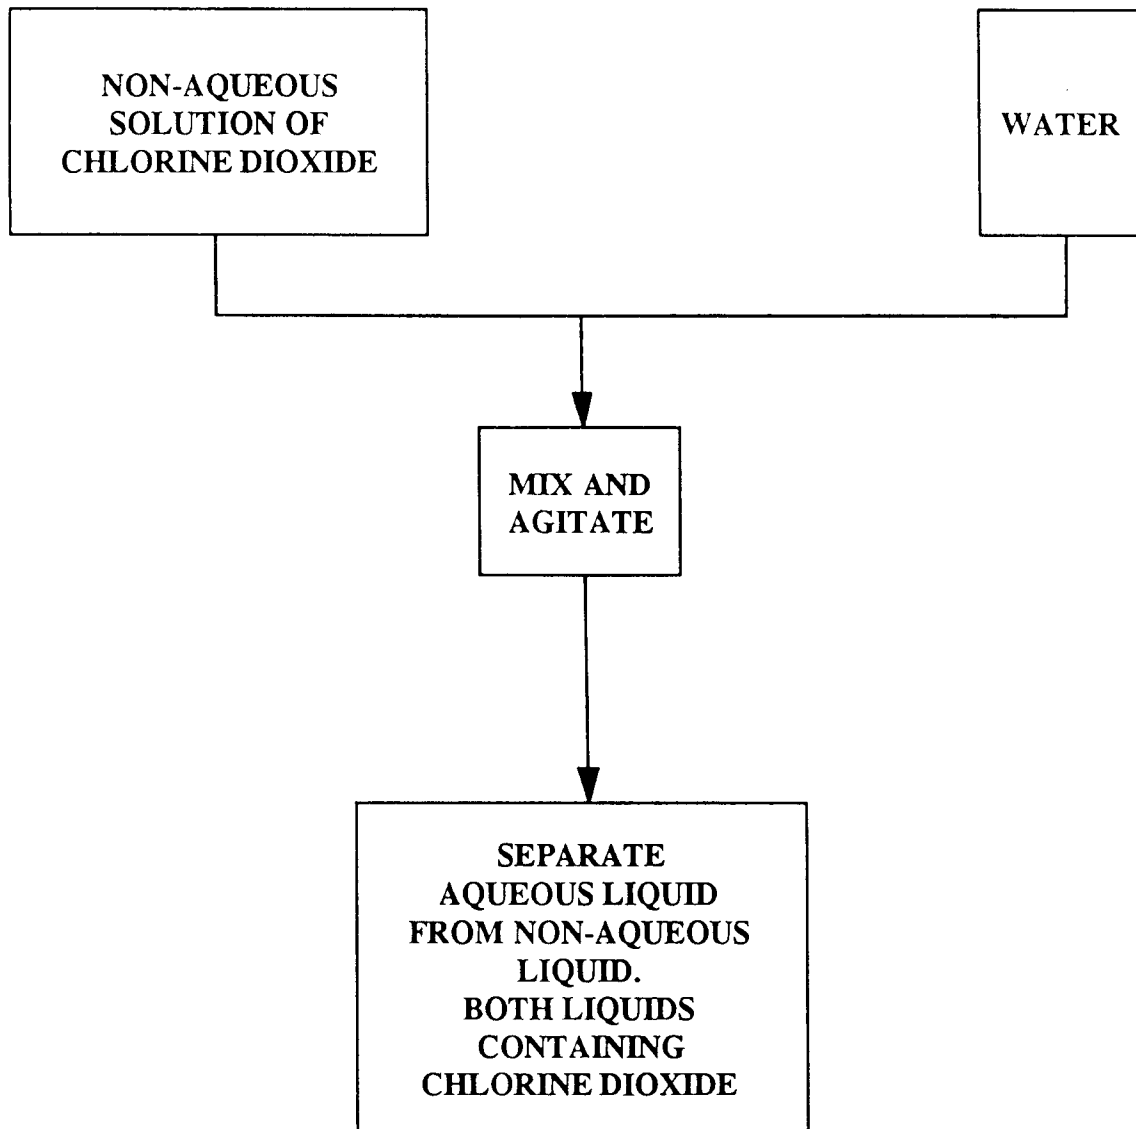 NON-AQUEOUS
SOLUTION OF
CHLORINE DIOXIDE
WATER
MIX AND
AGITATE
SEPARATE
AQUEOUS LIQUID
FROM NON-AQUEOUS
LIQUID.
BOTH LIQUIDS
CONTAINING
CHLORINE DIOXIDE